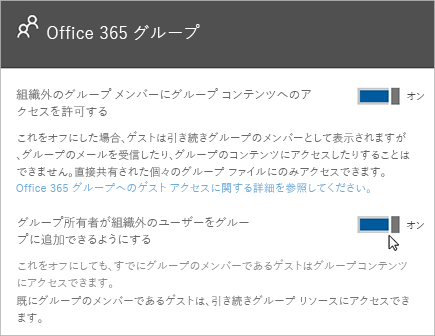 Office 365 グループ
組織外のグループ メンバーにグループ コンテンツへのア
クセスを許可する
オン
これをオフにした場合、ゲストは引き続きグループのメンバーとして表示されますが
、グループのメールを受信したり、グループのコンテンツにアクセスしたりすることは
できません。直接共有された個々のグループ ファイルにのみアクセスできます。
Office 365 グループへのゲスト アクセスに関する詳細を参照してください。
グループ所有者が組織外のユーザーをグルー
プに追加できるようにする
オン
これをオフにしても、すでにグループのメンバーであるゲストはグループコンテンツ
にアクセスできます。
既にグループのメンバーであるゲストは、引き続きグループ リソースにアクセスでき
ます。